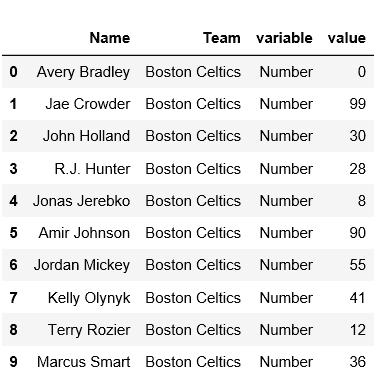 Name Team variable value
0 Avery Bradley Boston Celtics Number 0
1 Jae Crowder Boston Celtics Number 99
2 John Holland Boston Celtics Number 30
3 R.J. Hunter Boston Celtics Number 28
4 Jonas Jerebko Boston Celtics Number 8
5 Amir Johnson Boston Celtics Number 90
6 Jordan Mickey Boston Celtics Number 55
7 Kelly Olynyk Boston Celtics Number 41
8 Terry Rozier Boston Celtics Number 12
9 Marcus Smart Boston Celtics Number 36